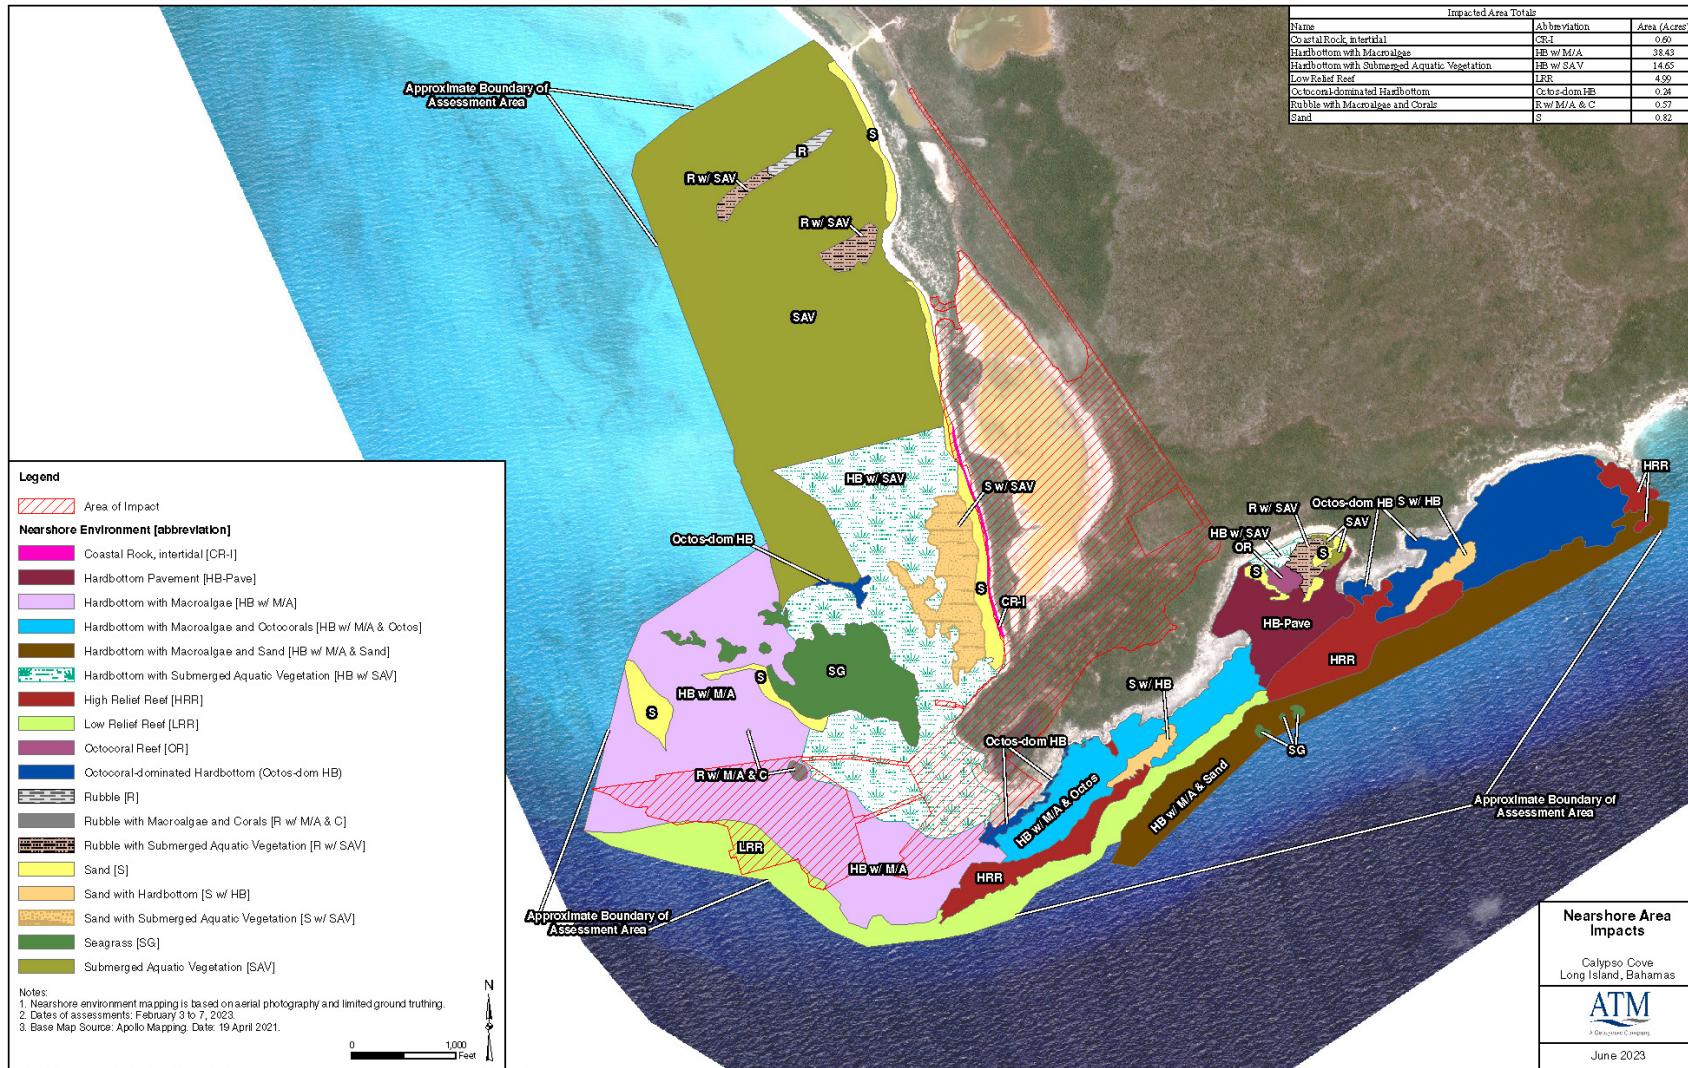 Impacted Area Totals
Name Abbreviation Area (Acres)
Coastal Rock, intertidal CR-I 0.60
Hardbottom with Macroalgae HB w/ M/A 38.43
Hardbottom with Submerged Aquatic Vegetation HB w/ SAV 14.65
Low Relief Reef LRR 4.99
Octocoral-dominated Hardbottom Octos-dom HB 0.24
Rubble with Macroalgae and Corals R w/ M/A & C 0.57
Sand S 0.82
Approximate Boundary of
Assessment Area
S
R
R w/ SAV
R w/ SAV
SAV
HB w/ SAV
S w/ SAV
Octos-dom HB
S
CR-I
SG
HB w/ M/A
S
S
R w/ M/A & C
LRR
HB w/ M/A
Approximate Boundary of
Assessment Area
HRR
Octos-dom HB
HB w/ M/A & Octos
S w/ HB
HB w/ M/A & Sand
SG
Approximate Boundary of
Assessment Area
HRR
HB-Pave
S
OR
HB w/ SAV
R w/ SAV
S
SAV
Octos-dom HB
S w/ HB
HRR
Legend
Area of Impact
Nearshore Environment [abbreviation]
Coastal Rock, intertidal [CR-I]
Hardbottom Pavement [HB-Pave]
Hardbottom with Macroalgae [HB w/ M/A]
Hardbottom with Macroalgae and Octocorals [HB w/ M/A & Octos]
Hardbottom with Macroalgae and Sand [HB w/ M/A & Sand]
Hardbottom with Submerged Aquatic Vegetation [HB w/ SAV]
High Relief Reef [HRR]
Low Relief Reef [LRR]
Octocoral Reef [OR]
Octocoral-dominated Hardbottom (Octos-dom HB)
Rubble [R]
Rubble with Macroalgae and Corals [R w/ M/A & C]
Rubble with Submerged Aquatic Vegetation [R w/ SAV]
Sand [S]
Sand with Hardbottom [S w/ HB]
Sand with Submerged Aquatic Vegetation [S w/ SAV]
Seagrass [SG]
Submerged Aquatic Vegetation [SAV]
Notes:
1. Nearshore environment mapping is based on aerial photography and limited ground truthing.
2. Dates of assessments: February 3 to 7, 2023.
3. Base Map Source: Apollo Mapping. Date: 19 April 2021.
N
0 1,000
Feet
Nearshore Area
Impacts
Calypso Cove
Long Island, Bahamas
ATM
A Geosyntec Company
June 2023